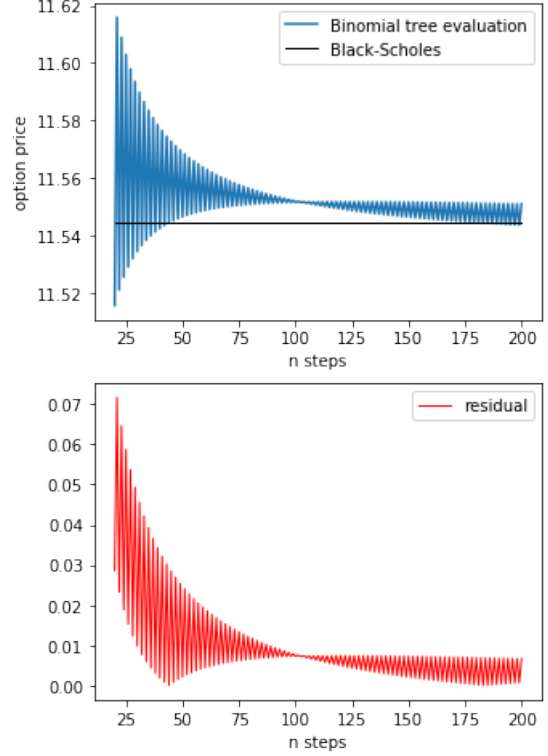 11.62
Binomial tree evaluation
Black-Scholes
11.60
11.58
11.56
11.54
11.52
option price
25 50 75 100 125 150 175 200
n steps
residual
0.07
0.06
0.05
0.04
0.03
0.02
0.01
0.00
25 50 75 100 125 150 175 200
n steps